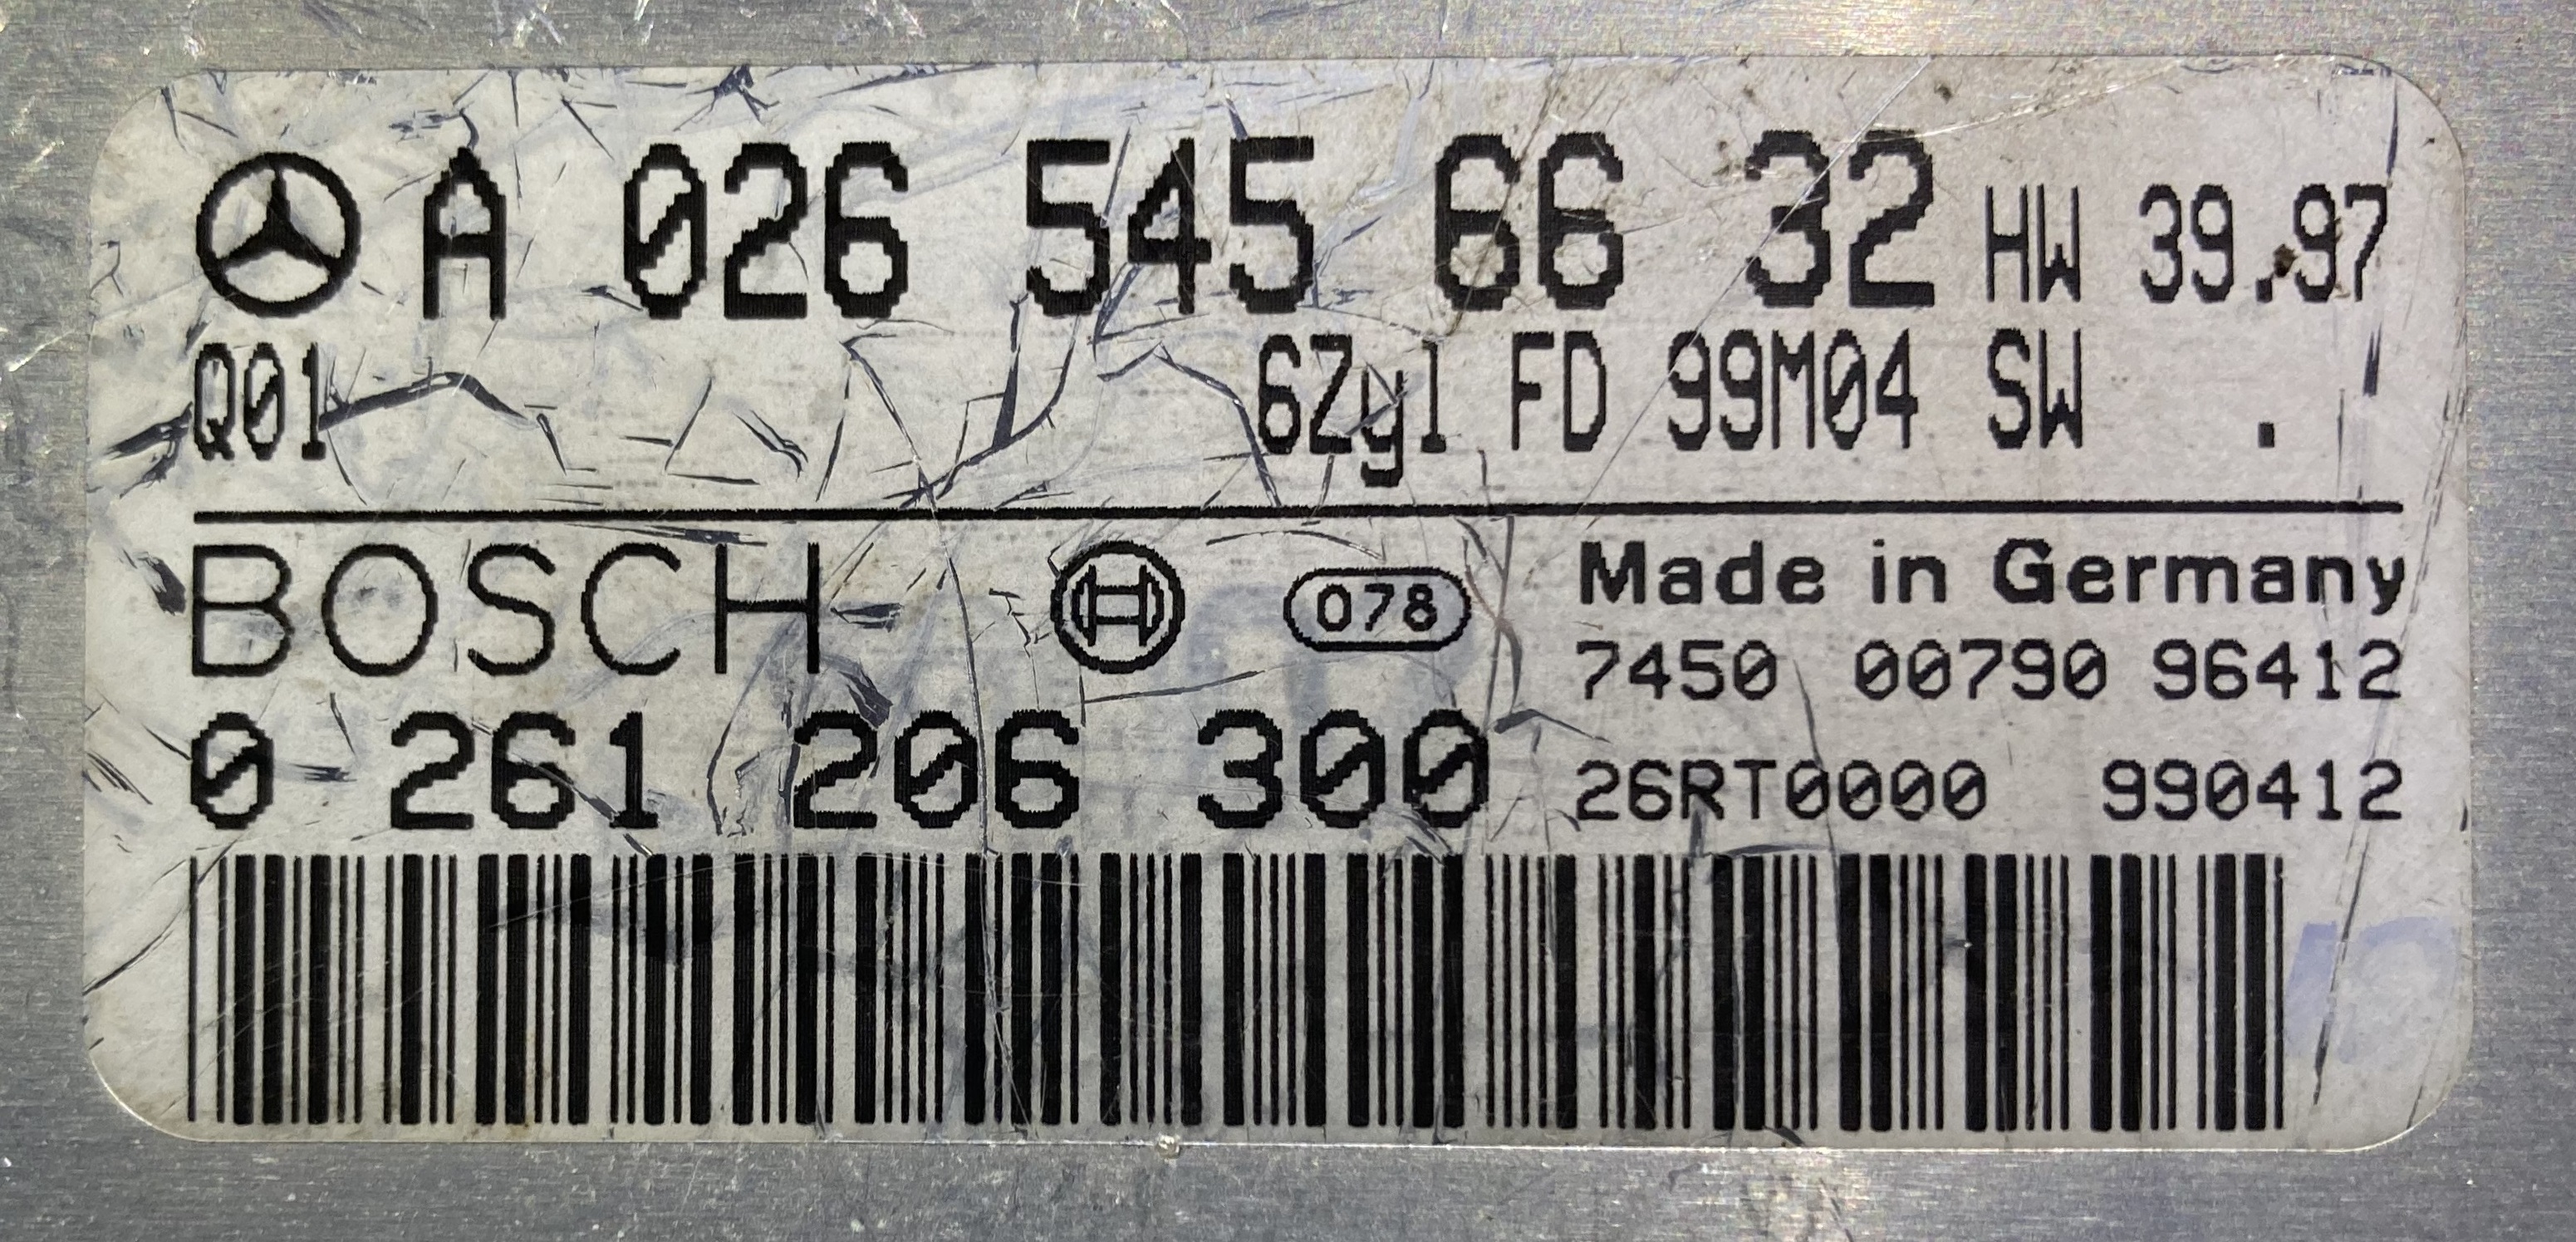 A 026 545 66 32 HW 39.97
Q01 6Zyl FD 99M04 SW .
BOSCH 078 Made in Germany
7450 00790 96412
0 261 206 300 26RT0000 990412